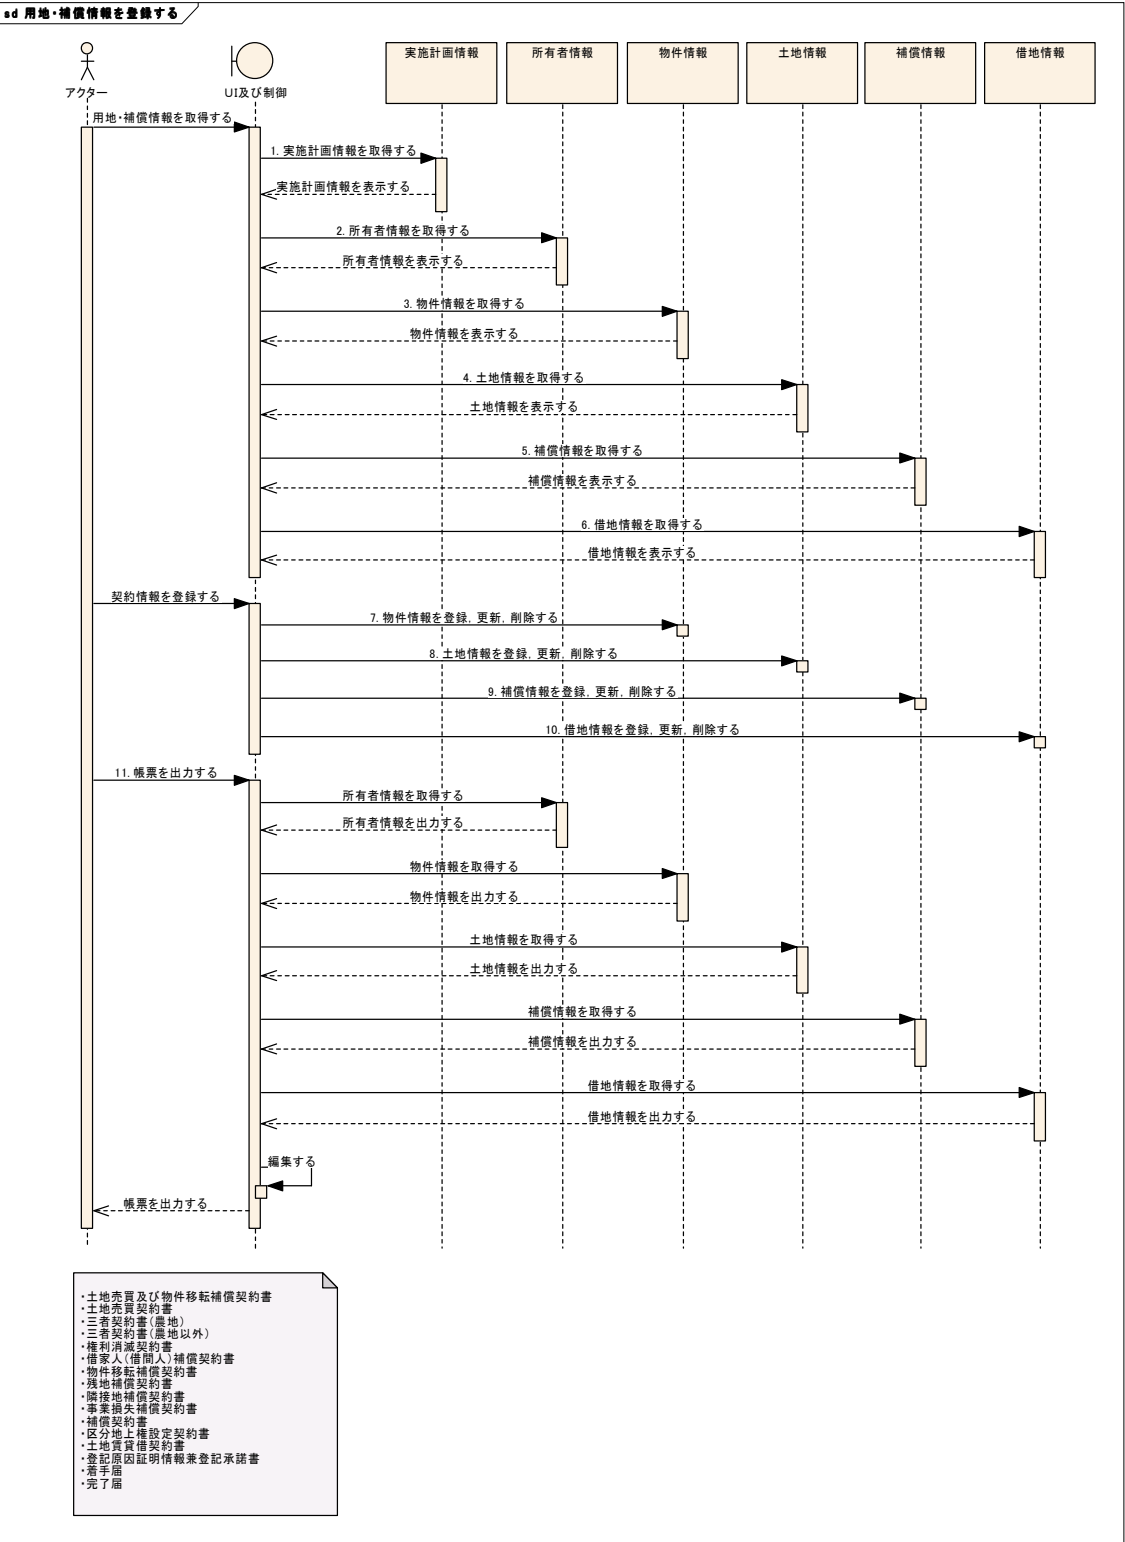 sd 用地・補償情報を登録する
アクター
UI及び制御
実施計画情報
所有者情報
物件情報
土地情報
補償情報
借地情報
用地・補償情報を取得する
1. 実施計画情報を取得する
実施計画情報を表示する
2. 所有者情報を取得する
所有者情報を表示する
3. 物件情報を取得する
物件情報を表示する
4. 土地情報を取得する
土地情報を表示する
5. 補償情報を取得する
補償情報を表示する
6. 借地情報を取得する
借地情報を表示する
契約情報を登録する
7. 物件情報を登録, 更新, 削除する
8. 土地情報を登録, 更新, 削除する
9. 補償情報を登録, 更新, 削除する
10. 借地情報を登録, 更新, 削除する
11. 帳票を出力する
所有者情報を取得する
所有者情報を出力する
物件情報を取得する
物件情報を出力する
土地情報を取得する
土地情報を出力する
補償情報を取得する
補償情報を出力する
借地情報を取得する
借地情報を出力する
編集する
帳票を出力する
・土地売買及び物件移転補償契約書
・土地売買契約書
・三者契約書(農地)
・三者契約書(農地以外)
・権利消滅契約書
・借家人(借間人)補償契約書
・物件移転補償契約書
・残地補償契約書
・隣接地補償契約書
・事業損失補償契約書
・補償契約書
・区分地上権設定契約書
・土地賃貸借契約書
・登記原因証明情報兼登記承諾書
・着手届
・完了届